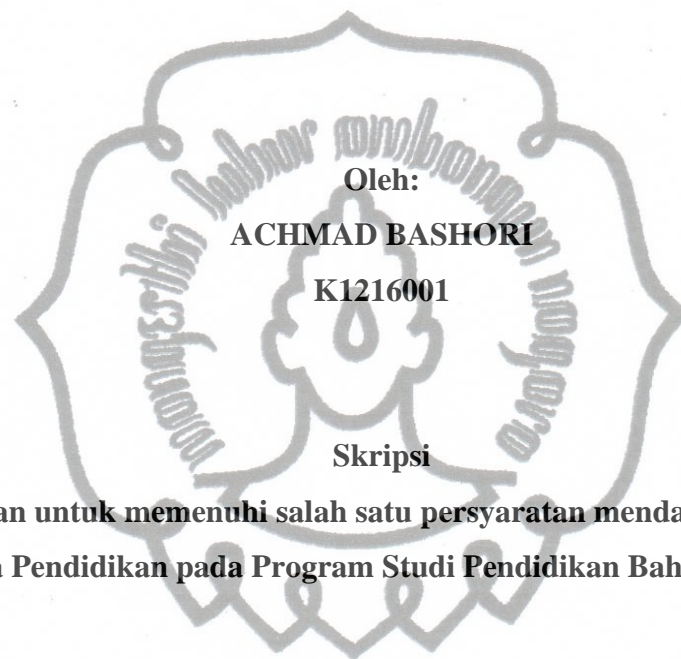 Oleh:
ACHMAD BASHORI
K1216001
Skripsi
an untuk memenuhi salah satu persyaratan menda
Pendidikan pada Program Studi Pendidikan Bah